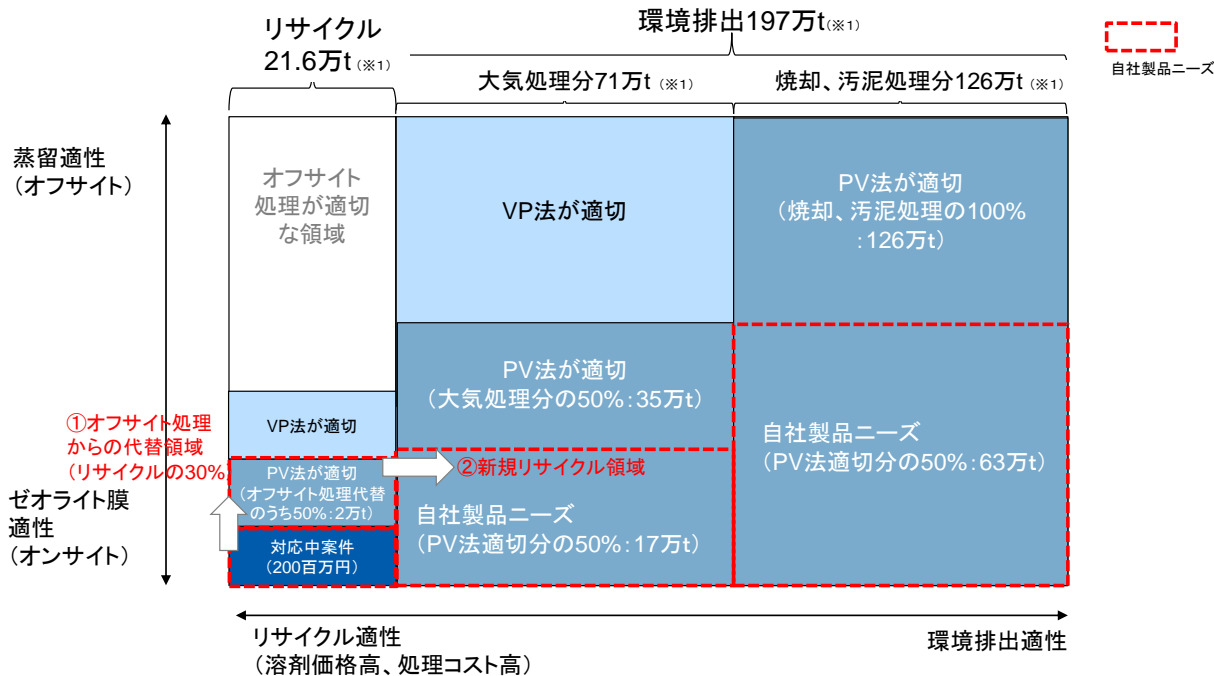 リサイクル
21.6万t（※1）
環境排出197万t（※1）
自社製品ニーズ
大気処理分71万t（※1）
焼却、汚泥処理分126万t（※1）
蒸留適性
（オフサイト）
オフサイト
処理が適切
な領域
VP法が適切
PV法が適切
（焼却、汚泥処理の100%
：126万t）
PV法が適切
（大気処理分の50%：35万t）
①オフサイト処理
からの代替領域
（リサイクルの30%
VP法が適切
PV法が適切
（オフサイト処理代替
のうち50%：2万t）
②新規リサイクル領域
自社製品ニーズ
（PV法適切分の50%：17万t）
自社製品ニーズ
（PV法適切分の50%：63万t）
ゼオライト膜
適性
（オンサイト）
対応中案件
（200百万円）
リサイクル適性
（溶剤価格高、処理コスト高）
環境排出適性